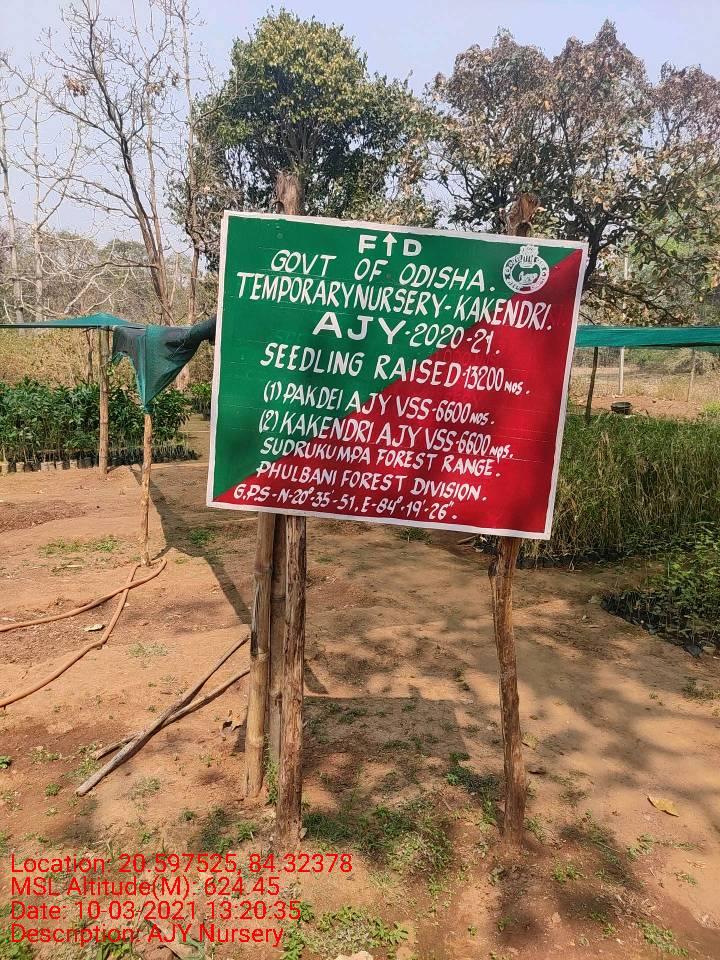 F↑D
GOVT OF ODISHA.
TEMPORARY NURSERY-KAKENDRI.
AJY-2020-21.
SEEDLING RAISED-13200 NOS.
(1) PAKDEI AJY VSS-6600 NOS.
(2) KAKENDRI AJY VSS-6600 NOS.
SUDRUKUMPA FOREST RANGE.
PHULBANI FOREST DIVISION.
G.P.S-N-20°-35'-51, E-84°-19'-26".
Location: 20.597525, 84.32378
MSL Altitude(M): 624.45
Date: 10-03-2021 13:20:35
Description: AJY Nursery